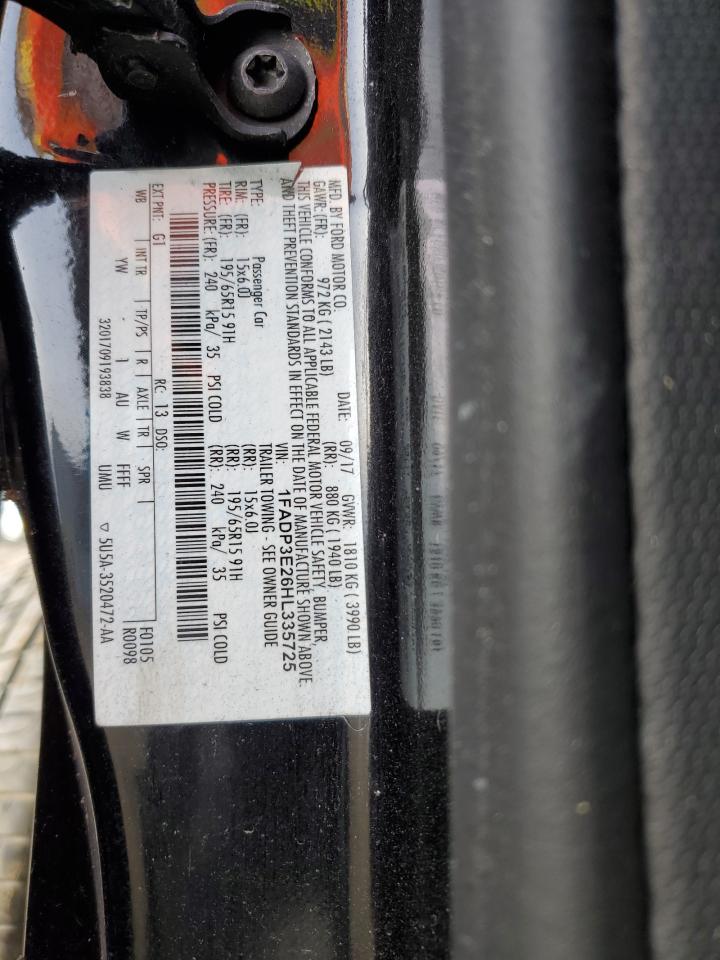 MFD. BY FORD MOTOR CO. DATE: 09/17 GVWR: 1810 KG ( 3990 LB)
GAWR: (FR): 972 KG ( 2143 LB) (RR): 880 KG ( 1940 LB)
THIS VEHICLE CONFORMS TO ALL APPLICABLE FEDERAL MOTOR VEHICLE SAFETY, BUMPER,
AND THEFT PREVENTION STANDARDS IN EFFECT ON THE DATE OF MANUFACTURE SHOWN ABOVE.
VIN: 1FADP3E26HL335725
TYPE: Passenger Car TRAILER TOWING - SEE OWNER GUIDE
RIM: (FR): 15x6.0J (RR): 15x6.0J
TIRE: (FR): 195/65R15 91H (RR): 195/65R15 91H
PRESSURE: (FR): 240 kPa/ 35 PSI COLD (RR): 240 kPa/ 35 PSI COLD
EXT PNT: G1 RC: 13 DSO: F0105
WB INT TR TP/PS R AXLE TR SPR R0098
YW 1 AU W FFFF
3201709193838 UMU ▽ 5U5A-3520472-AA